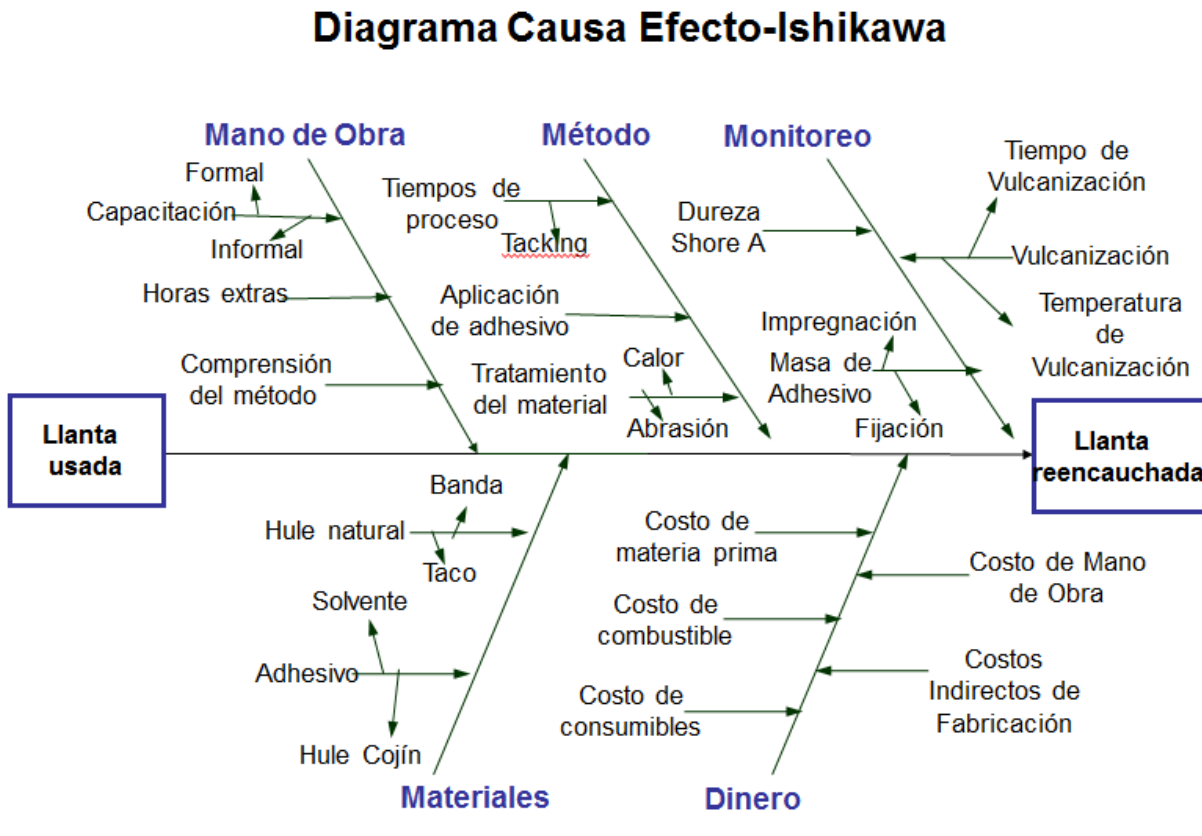 Diagrama Causa Efecto-Ishikawa
Mano de Obra
Método
Monitoreo
Formal
Capacitación
Informal
Horas extras
Comprensión
del método
Tiempos de
proceso
Tacking
Aplicación
de adhesivo
Tratamiento
del material
Calor
Abrasión
Dureza
Shore A
Tiempo de
Vulcanización
Vulcanización
Temperatura
de
Vulcanización
Impregnación
Masa de
Adhesivo
Fijación
Llanta
usada
Llanta
reencauchada
Banda
Hule natural
Taco
Solvente
Adhesivo
Hule Cojín
Costo de
materia prima
Costo de Mano
de Obra
Costo de
combustible
Costos
Indirectos de
Fabricación
Costo de
consumibles
Materiales
Dinero